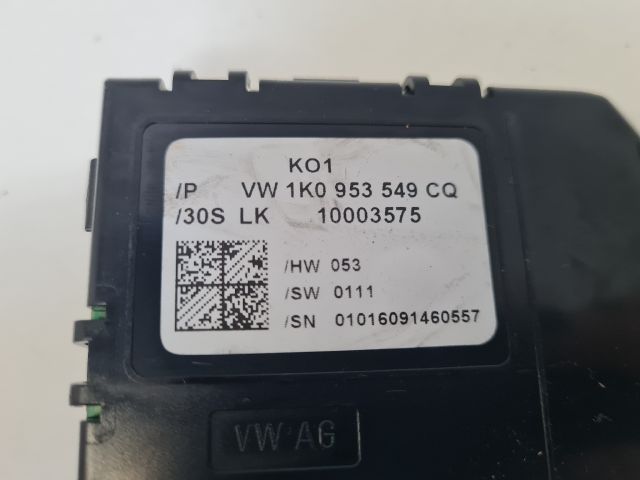 KO1
/P VW 1K0 953 549 CQ
/30S LK 10003575
/HW 053
/SW 0111
/SN 01016091460557
VW AG